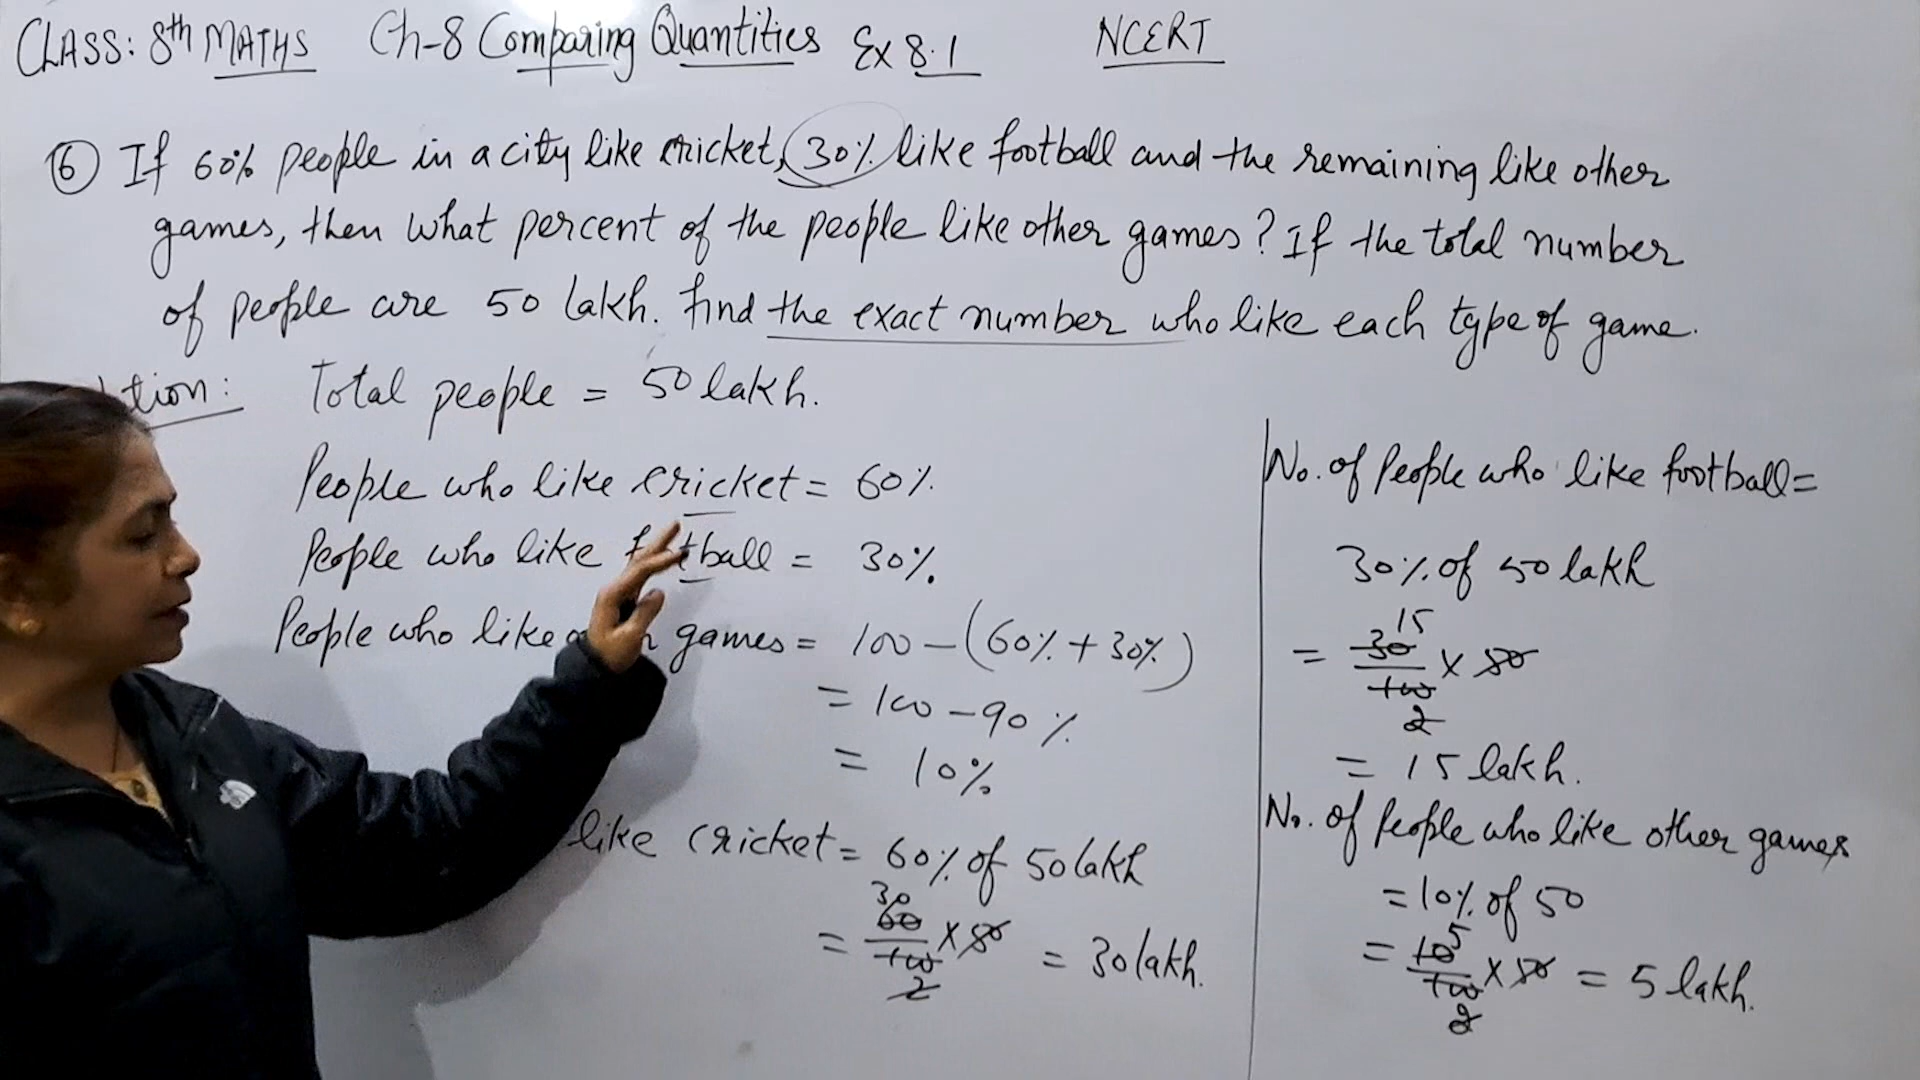 CLASS: 8th MATHS Ch-8 Comparing Quantities Ex 8.1 NCERT
6 If 60% people in a city like cricket, 30% like football and the remaining like other
games, then what percent of the people like other games? If the total number
of people are 50 lakh. find the exact number who like each type of game.
tion: Total people = 50 lakh.
People who like cricket = 60%
People who like football = 30%.
People who like games = 100 - (60% + 30%)
= 100 - 90%
= 10%
like cricket = 60% of 50 lakh
30
= 60/100 × 50 = 30 lakh.
2
No. of People who like football =
30% of 50 lakh
15
= 30/100 × 50
2
= 15 lakh.
No. of People who like other games
= 10% of 50
5
= 10/100 × 50 = 5 lakh.
2